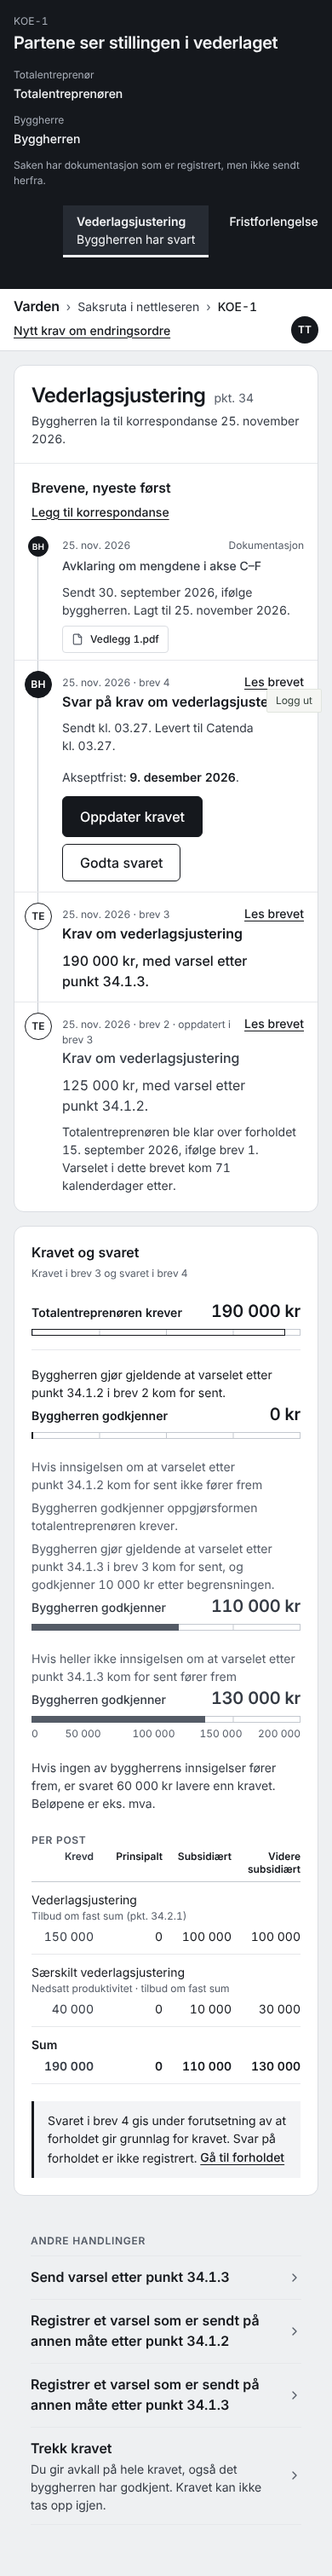 KOE-1
Partene ser stillingen i vederlaget
Totalentreprenør
Totalentreprenøren
Byggherre
Byggherren
Saken har dokumentasjon som er registrert, men ikke sendt
herfra.
Vederlagsjustering
Byggherren har svart
Fristforlengelse
Varden › Saksruta i nettleseren › KOE-1
Nytt krav om endringsordre
TT
Vederlagsjustering pkt. 34
Byggherren la til korrespondanse 25. november
2026.
Brevene, nyeste først
Legg til korrespondanse
BH
25. nov. 2026 Dokumentasjon
Avklaring om mengdene i akse C–F
Sendt 30. september 2026, ifølge
byggherren. Lagt til 25. november 2026.
Vedlegg 1.pdf
BH
25. nov. 2026 · brev 4 Les brevet
Svar på krav om vederlagsjuste
Logg ut
Sendt kl. 03.27. Levert til Catenda
kl. 03.27.
Akseptfrist: 9. desember 2026.
Oppdater kravet
Godta svaret
TE
25. nov. 2026 · brev 3 Les brevet
Krav om vederlagsjustering
190 000 kr, med varsel etter
punkt 34.1.3.
TE
25. nov. 2026 · brev 2 · oppdatert i Les brevet
brev 3
Krav om vederlagsjustering
125 000 kr, med varsel etter
punkt 34.1.2.
Totalentreprenøren ble klar over forholdet
15. september 2026, ifølge brev 1.
Varselet i dette brevet kom 71
kalenderdager etter.
Kravet og svaret
Kravet i brev 3 og svaret i brev 4
Totalentreprenøren krever 190 000 kr
Byggherren gjør gjeldende at varselet etter
punkt 34.1.2 i brev 2 kom for sent.
Byggherren godkjenner 0 kr
Hvis innsigelsen om at varselet etter
punkt 34.1.2 kom for sent ikke fører frem
Byggherren godkjenner oppgjørsformen
totalentreprenøren krever.
Byggherren gjør gjeldende at varselet etter
punkt 34.1.3 i brev 3 kom for sent, og
godkjenner 10 000 kr etter begrensningen.
Byggherren godkjenner 110 000 kr
Hvis heller ikke innsigelsen om at varselet etter
punkt 34.1.3 kom for sent fører frem
Byggherren godkjenner 130 000 kr
0 50 000 100 000 150 000 200 000
Hvis ingen av byggherrens innsigelser fører
frem, er svaret 60 000 kr lavere enn kravet.
Beløpene er eks. mva.
PER POST
Krevd Prinsipalt Subsidiært Videre
subsidiært
Vederlagsjustering
Tilbud om fast sum (pkt. 34.2.1)
150 000 0 100 000 100 000
Særskilt vederlagsjustering
Nedsatt produktivitet · tilbud om fast sum
40 000 0 10 000 30 000
Sum
190 000 0 110 000 130 000
Svaret i brev 4 gis under forutsetning av at
forholdet gir grunnlag for kravet. Svar på
forholdet er ikke registrert. Gå til forholdet
ANDRE HANDLINGER
Send varsel etter punkt 34.1.3
Registrer et varsel som er sendt på
annen måte etter punkt 34.1.2
Registrer et varsel som er sendt på
annen måte etter punkt 34.1.3
Trekk kravet
Du gir avkall på hele kravet, også det
byggherren har godkjent. Kravet kan ikke
tas opp igjen.